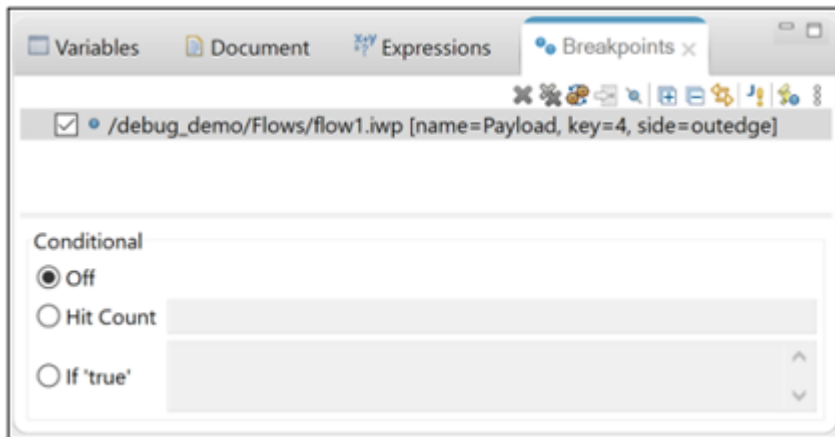 Variables Document Expressions Breakpoints
/debug_demo/Flows/flow1.iwp [name=Payload, key=4, side=outedge]
Conditional
Off
Hit Count
If 'true'